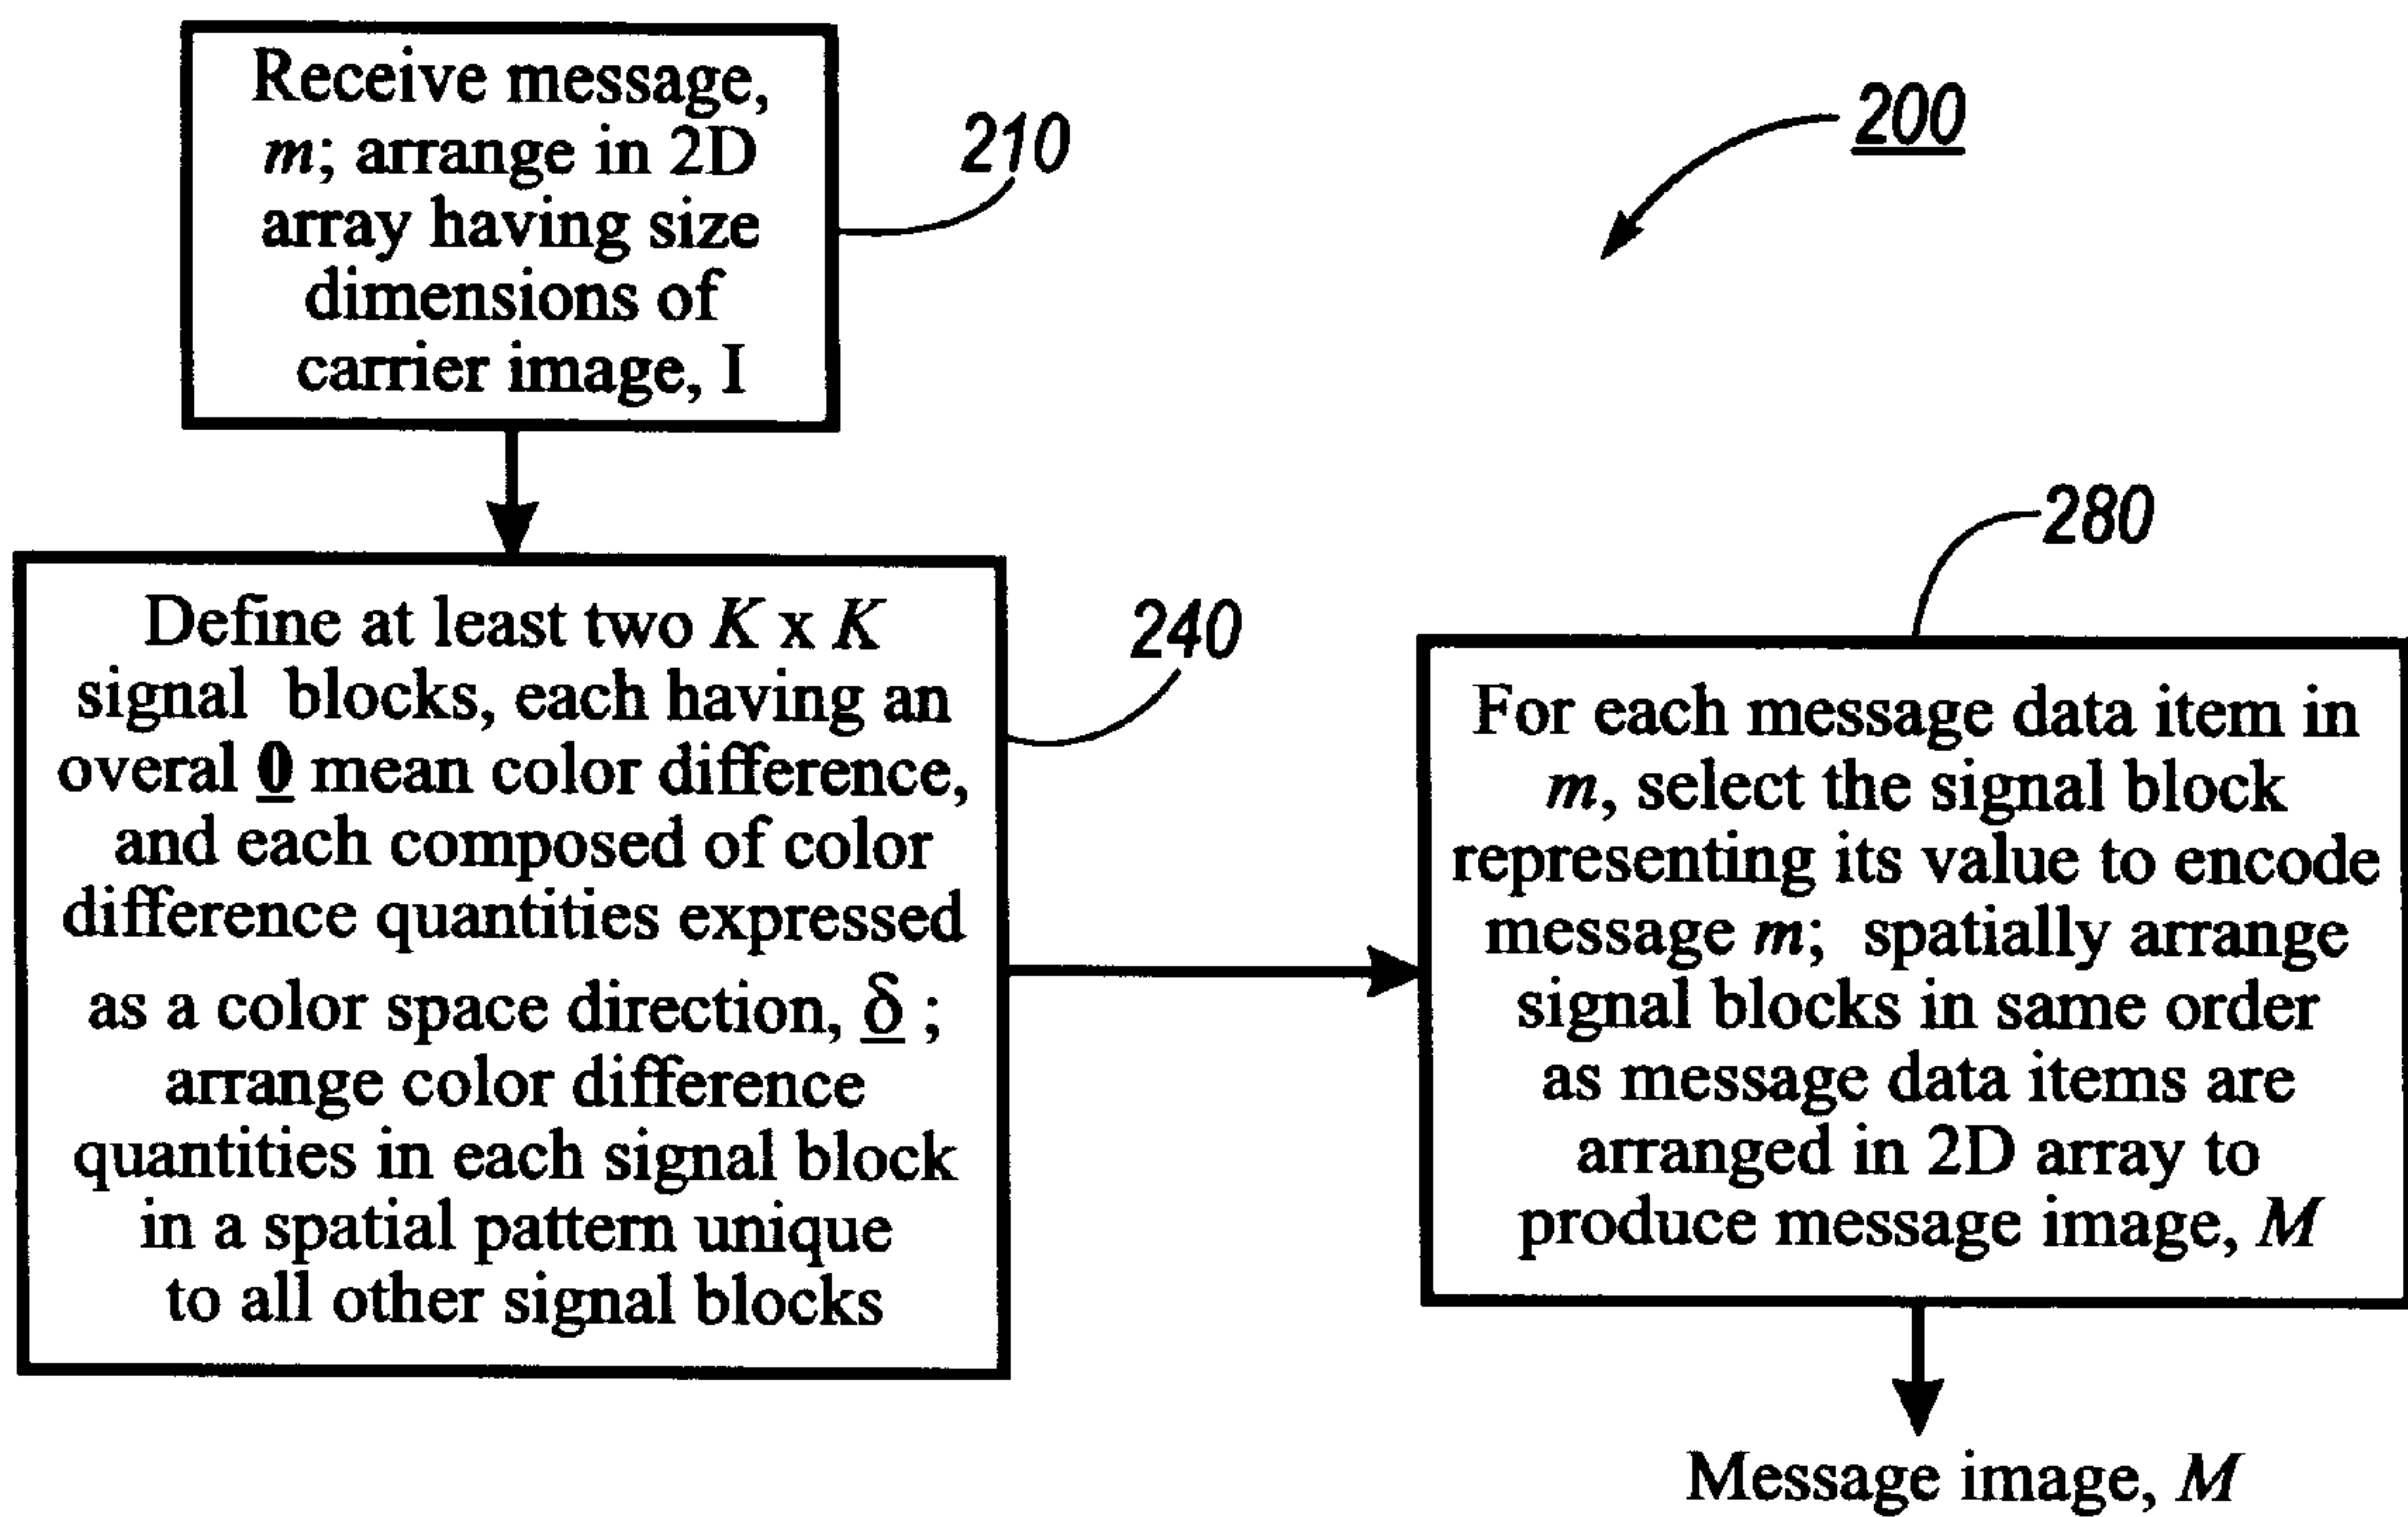 Receive message,
m; arrange in 2D
array having size
dimensions of
carrier image, I
210
200
Define at least two K x K
signal blocks, each having an
overal 0 mean color difference,
and each composed of color
difference quantities expressed
as a color space direction, δ ;
arrange color difference
quantities in each signal block
in a spatial pattern unique
to all other signal blocks
240
280
For each message data item in
m, select the signal block
representing its value to encode
message m; spatially arrange
signal blocks in same order
as message data items are
arranged in 2D array to
produce message image, M
Message image, M